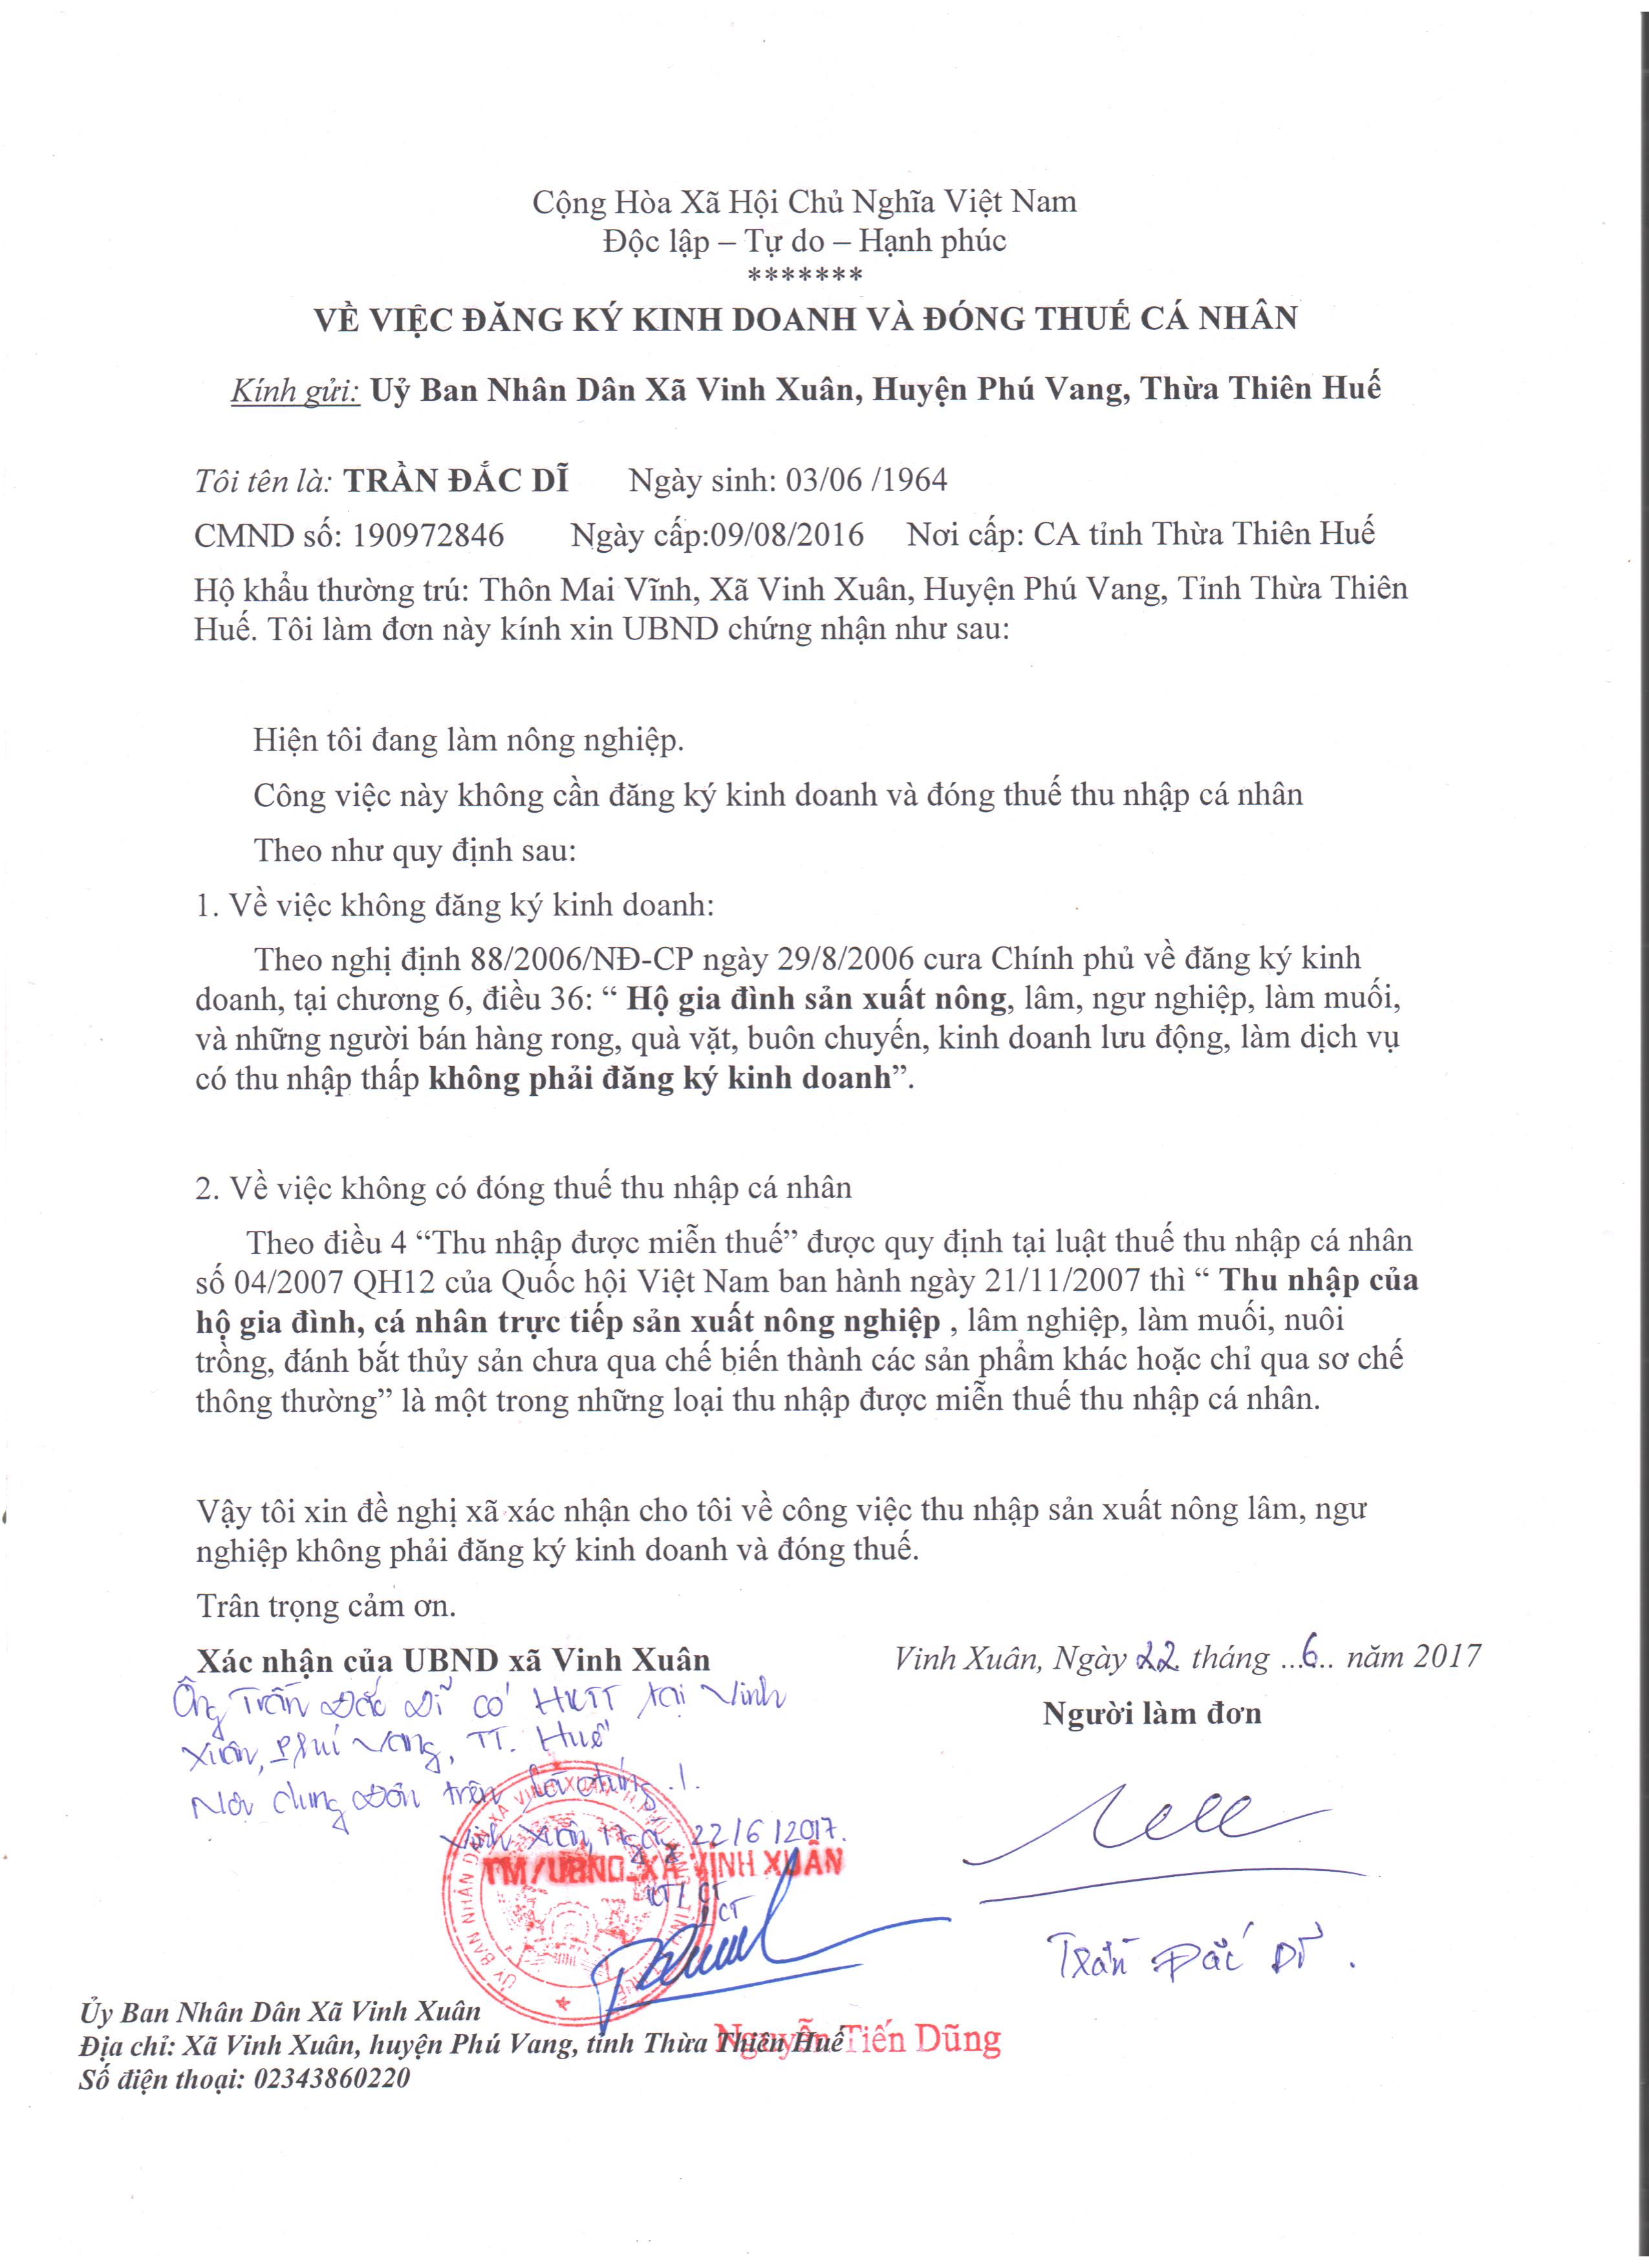 Cộng Hòa Xã Hội Chủ Nghĩa Việt Nam
Độc lập – Tự do – Hạnh phúc
*******
VỀ VIỆC ĐĂNG KÝ KINH DOANH VÀ ĐÓNG THUẾ CÁ NHÂN
Kính gửi: Uỷ Ban Nhân Dân Xã Vinh Xuân, Huyện Phú Vang, Thừa Thiên Huế
Tôi tên là: TRẦN ĐẮC DĨ Ngày sinh: 03/06 /1964
CMND số: 190972846 Ngày cấp:09/08/2016 Nơi cấp: CA tỉnh Thừa Thiên Huế
Hộ khẩu thường trú: Thôn Mai Vĩnh, Xã Vinh Xuân, Huyện Phú Vang, Tỉnh Thừa Thiên
Huế. Tôi làm đơn này kính xin UBND chứng nhận như sau:
Hiện tôi đang làm nông nghiệp.
Công việc này không cần đăng ký kinh doanh và đóng thuế thu nhập cá nhân
Theo như quy định sau:
1. Về việc không đăng ký kinh doanh:
Theo nghị định 88/2006/NĐ-CP ngày 29/8/2006 cura Chính phủ về đăng ký kinh
doanh, tại chương 6, điều 36: “ Hộ gia đình sản xuất nông, lâm, ngư nghiệp, làm muối,
và những người bán hàng rong, quà vặt, buôn chuyến, kinh doanh lưu động, làm dịch vụ
có thu nhập thấp không phải đăng ký kinh doanh”.
2. Về việc không có đóng thuế thu nhập cá nhân
Theo điều 4 “Thu nhập được miễn thuế” được quy định tại luật thuế thu nhập cá nhân
số 04/2007 QH12 của Quốc hội Việt Nam ban hành ngày 21/11/2007 thì “ Thu nhập của
hộ gia đình, cá nhân trực tiếp sản xuất nông nghiệp , lâm nghiệp, làm muối, nuôi
trồng, đánh bắt thủy sản chưa qua chế biến thành các sản phẩm khác hoặc chỉ qua sơ chế
thông thường” là một trong những loại thu nhập được miễn thuế thu nhập cá nhân.
Vậy tôi xin đề nghị xã xác nhận cho tôi về công việc thu nhập sản xuất nông lâm, ngư
nghiệp không phải đăng ký kinh doanh và đóng thuế.
Trân trọng cảm ơn.
Xác nhận của UBND xã Vinh Xuân
Vinh Xuân, Ngày 22 tháng ...6... năm 2017
Người làm đơn
Ông Trần Đắc Dĩ có HKTT tại Vinh
Xuân, Phú Vang, TT. Huế
Nội dung Đơn trên là đúng ./.
Vinh Xuân, ngày 22/6/2017.
TM/UBND XÃ VINH XUÂN
KT/ CT
PCT
Trần Đắc Dĩ .
Nguyễn Tiến Dũng
Ủy Ban Nhân Dân Xã Vinh Xuân
Địa chỉ: Xã Vinh Xuân, huyện Phú Vang, tỉnh Thừa Thiên Huế
Số điện thoại: 02343860220